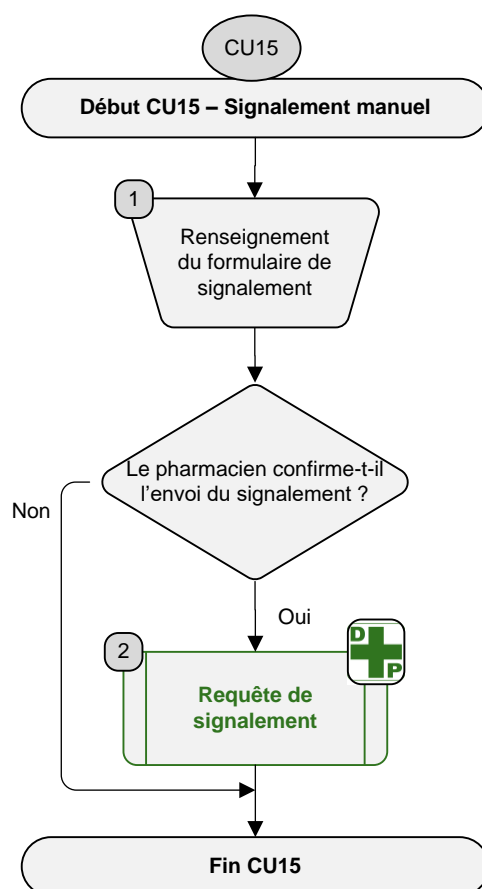 CU15
Début CU15 – Signalement manuel
1
Renseignement
du formulaire de
signalement
Le pharmacien confirme-t-il
l'envoi du signalement ?
Non
Oui
2
D
P
Requête de
signalement
Fin CU15